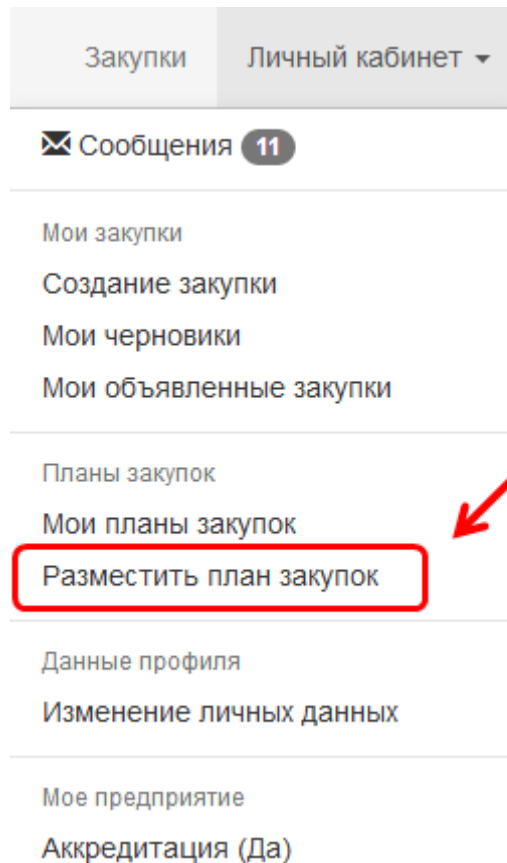 Закупки Личный кабинет
Сообщения 11
Мои закупки
Создание закупки
Мои черновики
Мои объявленные закупки
Планы закупок
Мои планы закупок
Разместить план закупок
Данные профиля
Изменение личных данных
Мое предприятие
Аккредитация (Да)